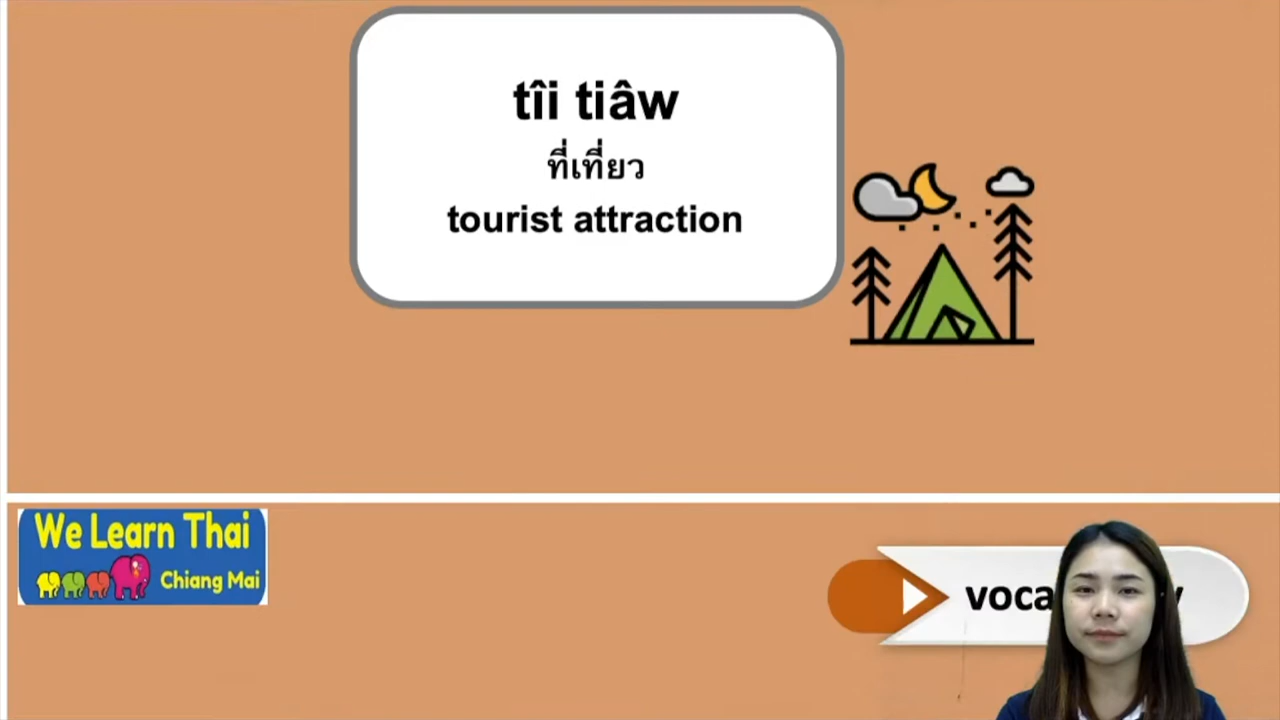 tîi tiâw
ที่เที่ยว
tourist attraction
We Learn Thai
Chiang Mai